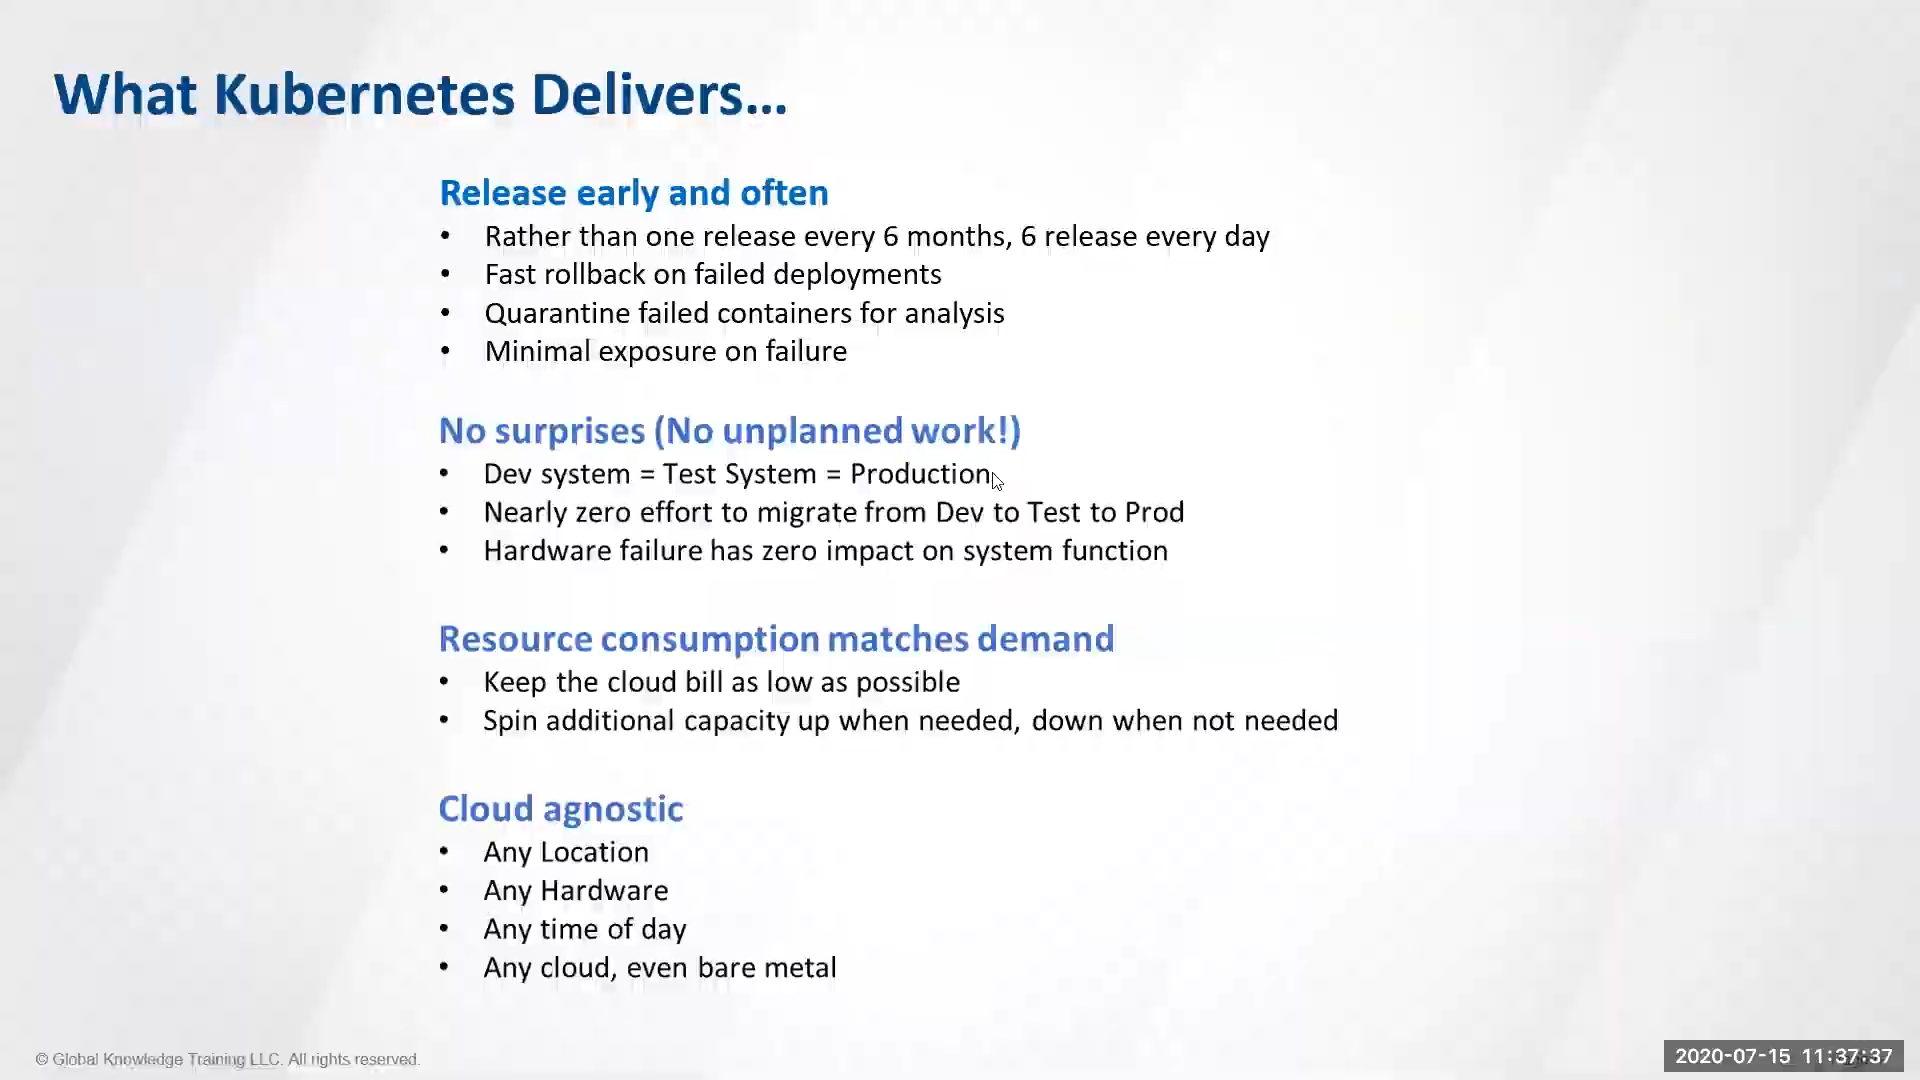 What Kubernetes Delivers...
Release early and often
• Rather than one release every 6 months, 6 release every day
• Fast rollback on failed deployments
• Quarantine failed containers for analysis
• Minimal exposure on failure
No surprises (No unplanned work!)
• Dev system = Test System = Production
• Nearly zero effort to migrate from Dev to Test to Prod
• Hardware failure has zero impact on system function
Resource consumption matches demand
• Keep the cloud bill as low as possible
• Spin additional capacity up when needed, down when not needed
Cloud agnostic
• Any Location
• Any Hardware
• Any time of day
• Any cloud, even bare metal
© Global Knowledge Training LLC. All rights reserved.
2020-07-15 11:37:37